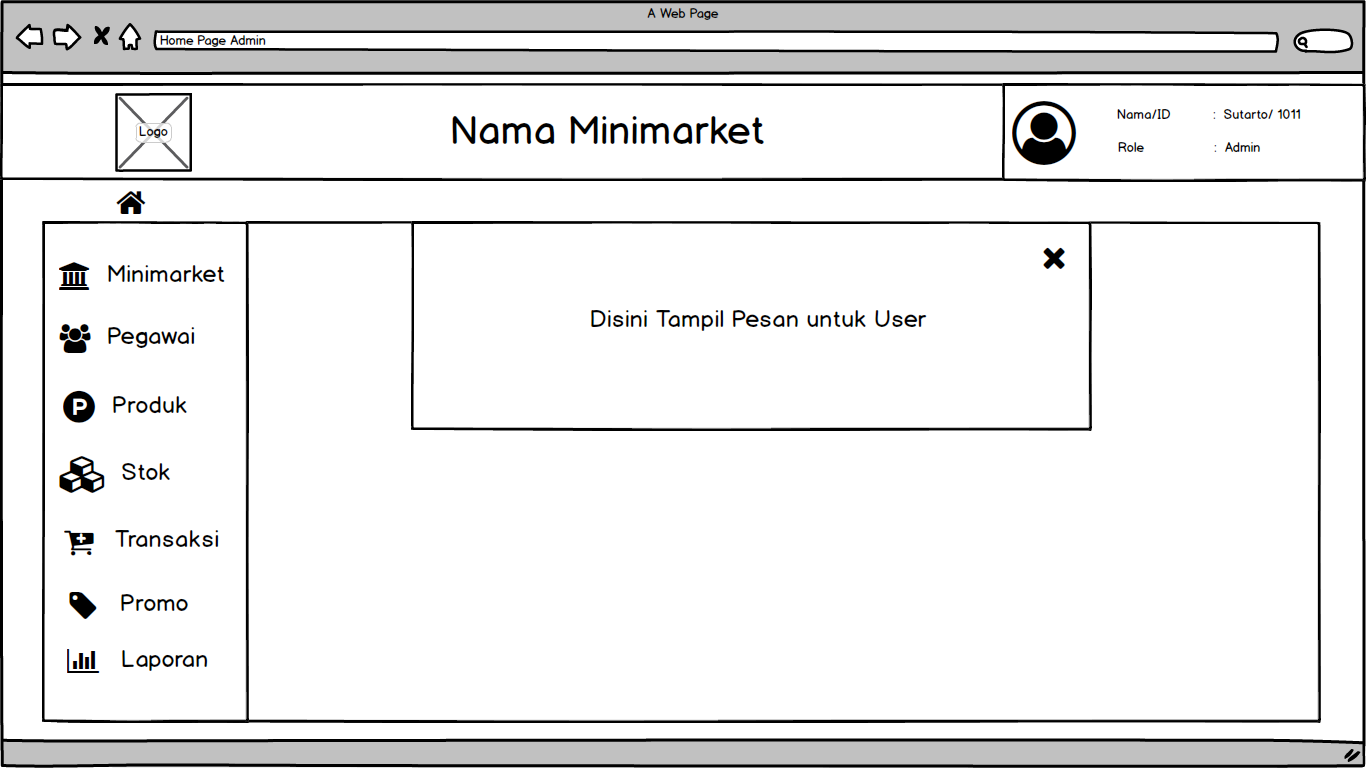 A Web Page
Home Page Admin
Logo
Nama Minimarket
Nama/ID : Sutarto/ 1011
Role : Admin
Minimarket
Pegawai
Produk
Stok
Transaksi
Promo
Laporan
Disini Tampil Pesan untuk User